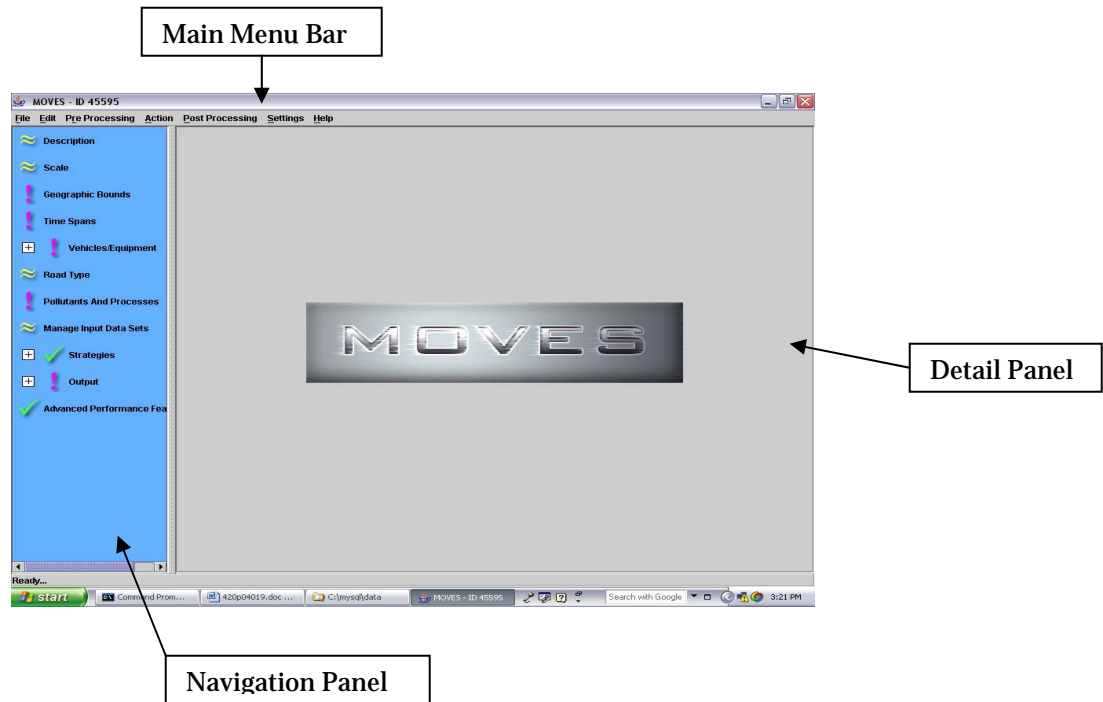 Main Menu Bar
MOVES - ID 45595
File Edit Pre Processing Action Post Processing Settings Help
Description
Scale
Geographic Bounds
Time Spans
Vehicles/Equipment
Road Type
Pollutants And Processes
Manage Input Data Sets
Strategies
Output
Advanced Performance Fea
MOVES
Detail Panel
Ready...
start Command Prom... 420p04019.doc ... C:\mysql\data MOVES - ID 45595 Search with Google 3:21 PM
Navigation Panel